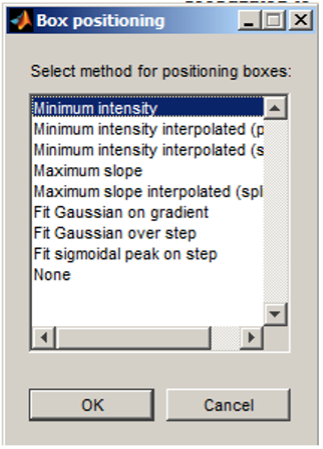 Box positioning
Select method for positioning boxes:
Minimum intensity
Minimum intensity interpolated (p
Minimum intensity interpolated (s
Maximum slope
Maximum slope interpolated (spl
Fit Gaussian on gradient
Fit Gaussian over step
Fit sigmoidal peak on step
None
OK Cancel